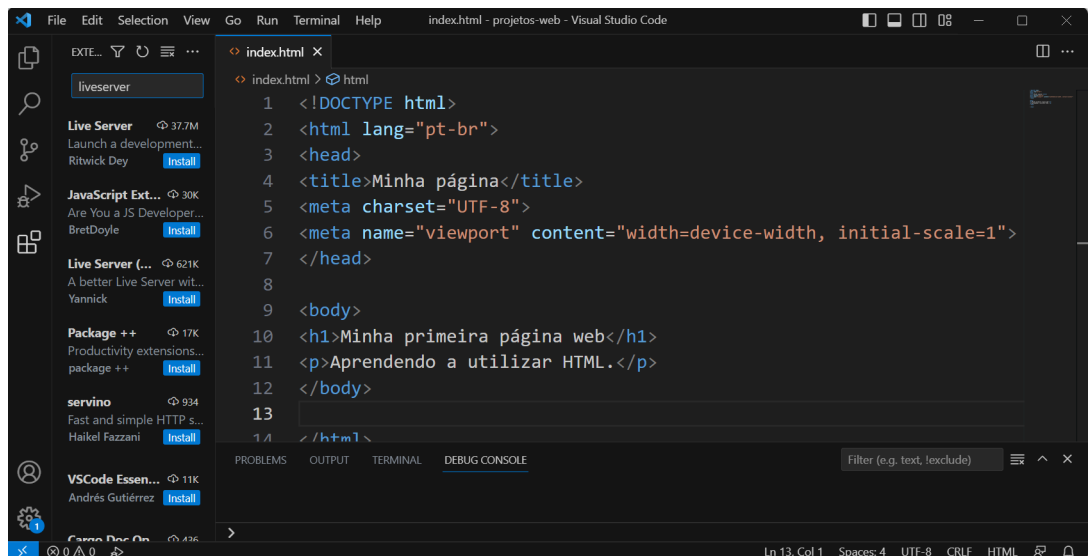 File Edit Selection View Go Run Terminal Help index.html - projetos-web - Visual Studio Code
EXTE...
liveserver
Live Server 37.7M
Launch a development...
Ritwick Dey Install
JavaScript Ext... 30K
Are You a JS Developer...
BretDoyle Install
Live Server (... 621K
A better Live Server wit...
Yannick Install
Package ++ 17K
Productivity extensions...
package ++ Install
servino 934
Fast and simple HTTP s...
Haikel Fazzani Install
VSCode Essen... 11K
Andrés Gutiérrez Install
Cargo Doc Op... 436
1
index.html
index.html > html
1 <!DOCTYPE html>
2 <html lang="pt-br">
3 <head>
4 <title>Minha página</title>
5 <meta charset="UTF-8">
6 <meta name="viewport" content="width=device-width, initial-scale=1">
7 </head>
8
9 <body>
10 <h1>Minha primeira página web</h1>
11 <p>Aprendendo a utilizar HTML.</p>
12 </body>
13
14 </html>
PROBLEMS OUTPUT TERMINAL DEBUG CONSOLE Filter (e.g. text, !exclude)
>
0 0 Ln 13, Col 1 Spaces: 4 UTF-8 CRLF HTML